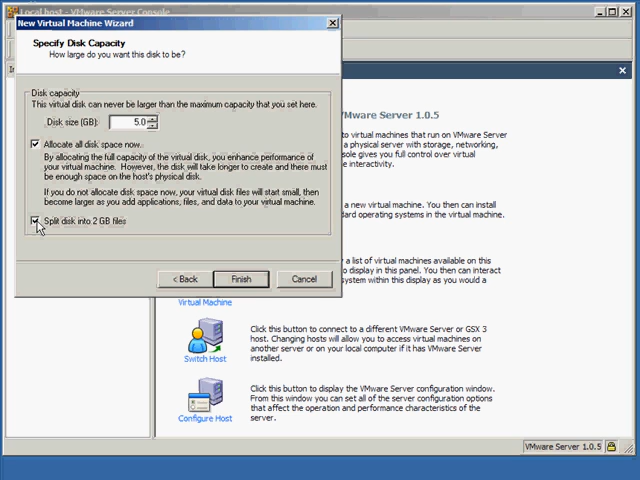 Local host - VMware Server Console
New Virtual Machine Wizard
Specify Disk Capacity
How large do you want this disk to be?
Disk capacity
This virtual disk can never be larger than the maximum capacity that you set here.
Disk size (GB): 5.0
Allocate all disk space now.
By allocating the full capacity of the virtual disk, you enhance performance of
your virtual machine. However, the disk will take longer to create and there must
be enough space on the host's physical disk.
If you do not allocate disk space now, your virtual disk files will start small, then
become larger as you add applications, files, and data to your virtual machine.
Split disk into 2 GB files
< Back
Finish
Cancel
VMware Server 1.0.5
to virtual machines that run on VMware Server
a physical server with storage, networking,
sole gives you full control over virtual
e interactivity.
a new virtual machine. You then can install
dard operating systems in the virtual machine.
a list of virtual machines available on this
to display in this panel. You then can interact
system within this display as you would a
Virtual Machine
Switch Host
Click this button to connect to a different VMware Server or GSX 3
host. Changing hosts will allow you to access virtual machines on
another server or on your local computer if it has VMware Server
installed.
Configure Host
Click this button to display the VMware Server configuration window.
From this window you can set all of the server configuration options
that affect the operation and performance characteristics of the
server.
VMware Server 1.0.5